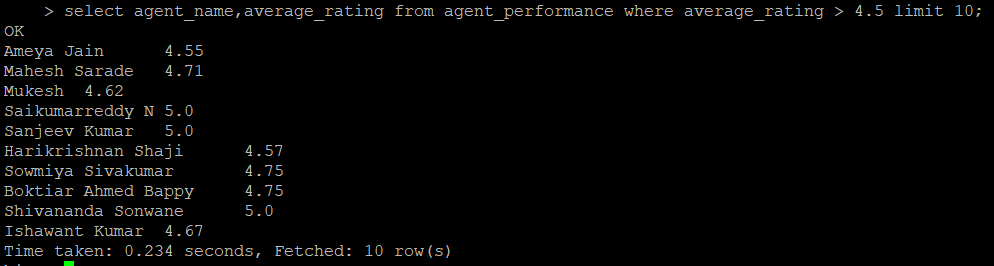 > select agent_name,average_rating from agent_performance where average_rating > 4.5 limit 10;
OK
Ameya Jain      4.55
Mahesh Sarade   4.71
Mukesh  4.62
Saikumarreddy N 5.0
Sanjeev Kumar   5.0
Harikrishnan Shaji      4.57
Sowmiya Sivakumar       4.75
Boktiar Ahmed Bappy     4.75
Shivananda Sonwane      5.0
Ishawant Kumar  4.67
Time taken: 0.234 seconds, Fetched: 10 row(s)